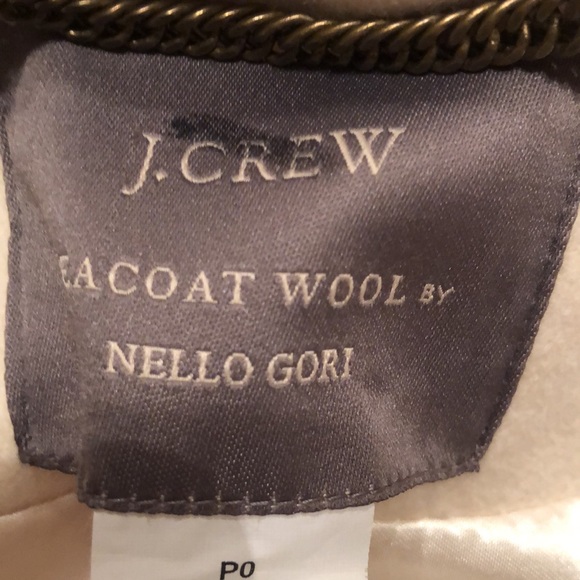 J.CREW
EACOAT WOOL BY
NELLO GORI
P0